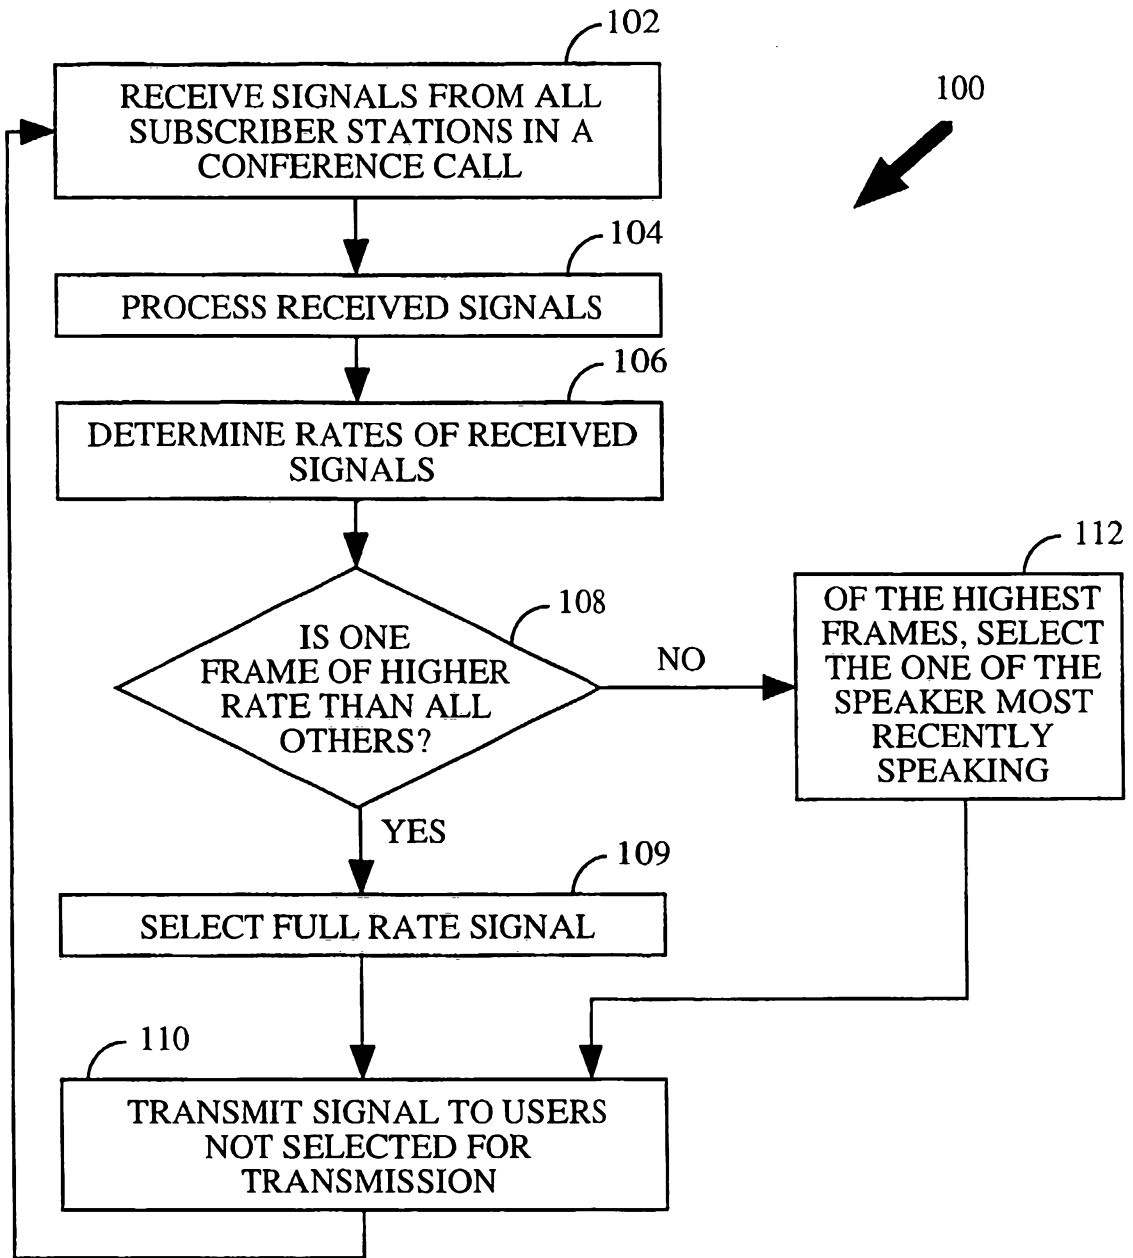 102
RECEIVE SIGNALS FROM ALL
SUBSCRIBER STATIONS IN A
CONFERENCE CALL
100
104
PROCESS RECEIVED SIGNALS
106
DETERMINE RATES OF RECEIVED
SIGNALS
108
IS ONE
FRAME OF HIGHER
RATE THAN ALL
OTHERS?
NO
112
OF THE HIGHEST
FRAMES, SELECT
THE ONE OF THE
SPEAKER MOST
RECENTLY
SPEAKING
YES
109
SELECT FULL RATE SIGNAL
110
TRANSMIT SIGNAL TO USERS
NOT SELECTED FOR
TRANSMISSION